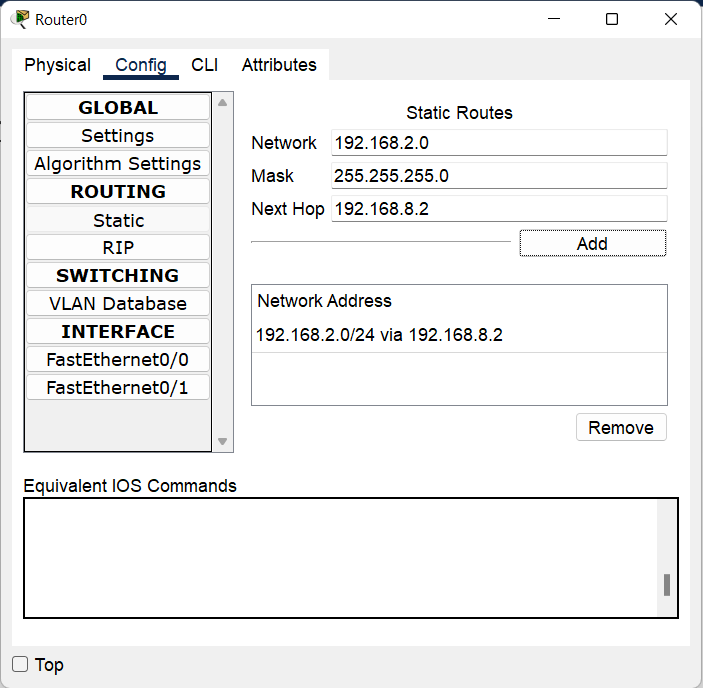 Router0
Physical Config CLI Attributes
GLOBAL
Settings
Algorithm Settings
ROUTING
Static
RIP
SWITCHING
VLAN Database
INTERFACE
FastEthernet0/0
FastEthernet0/1
Static Routes
Network 192.168.2.0
Mask 255.255.255.0
Next Hop 192.168.8.2
Add
Network Address
192.168.2.0/24 via 192.168.8.2
Remove
Equivalent IOS Commands
Top